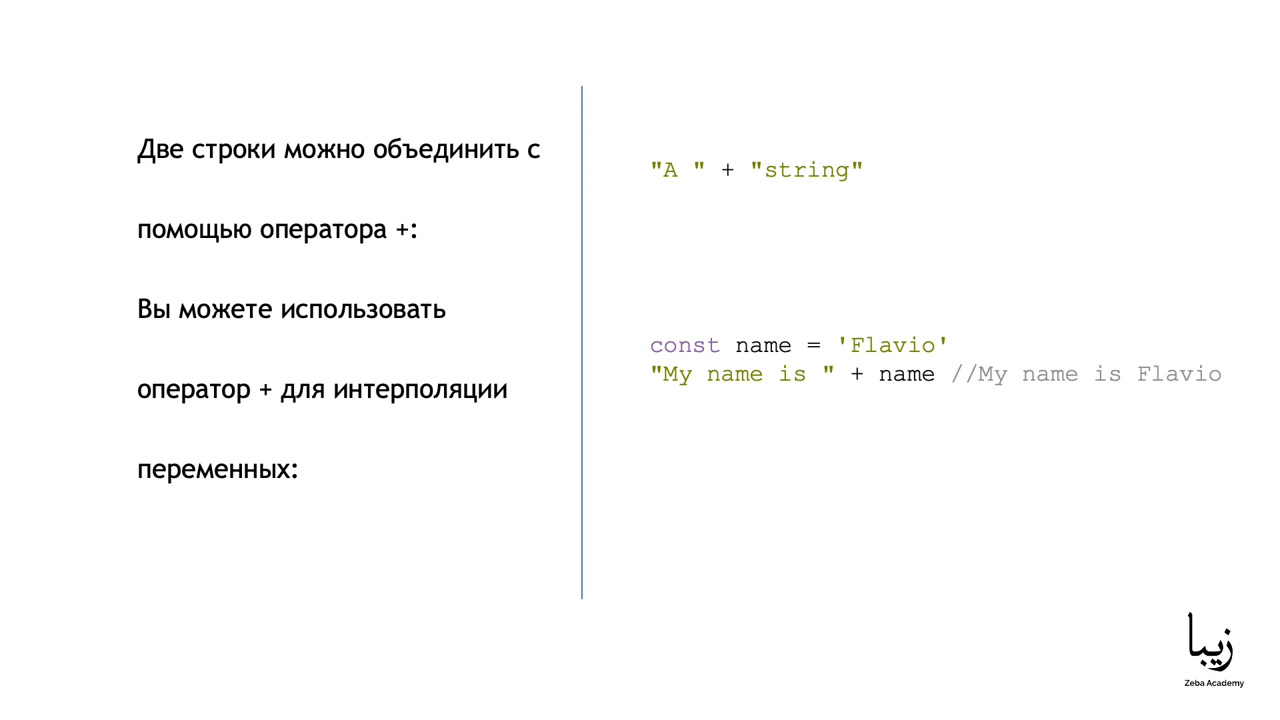 Две строки можно объединить с
помощью оператора +:
Вы можете использовать
оператор + для интерполяции
переменных:
"A " + "string"
const name = 'Flavio'
"My name is " + name //My name is Flavio
زیبا
Zeba Academy